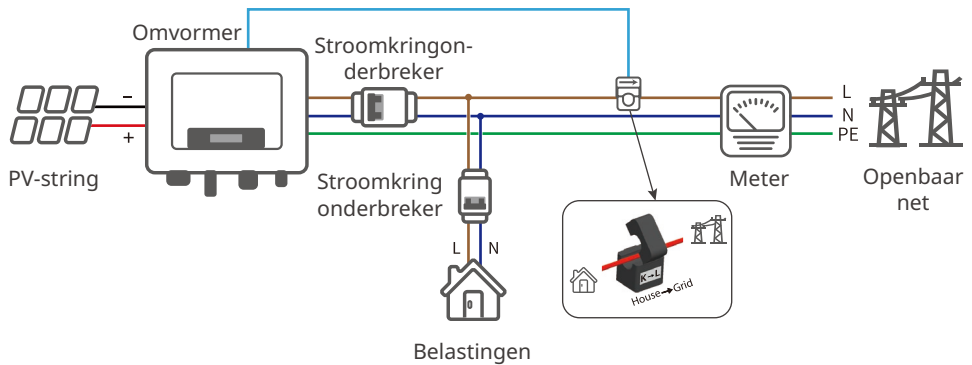 Omvormer
Stroomkringon-
derbreker
PV-string
−
+
Stroomkring
onderbreker
L N
Belastingen
Meter
L
N
PE
Openbaar
net
K→L
House→Grid